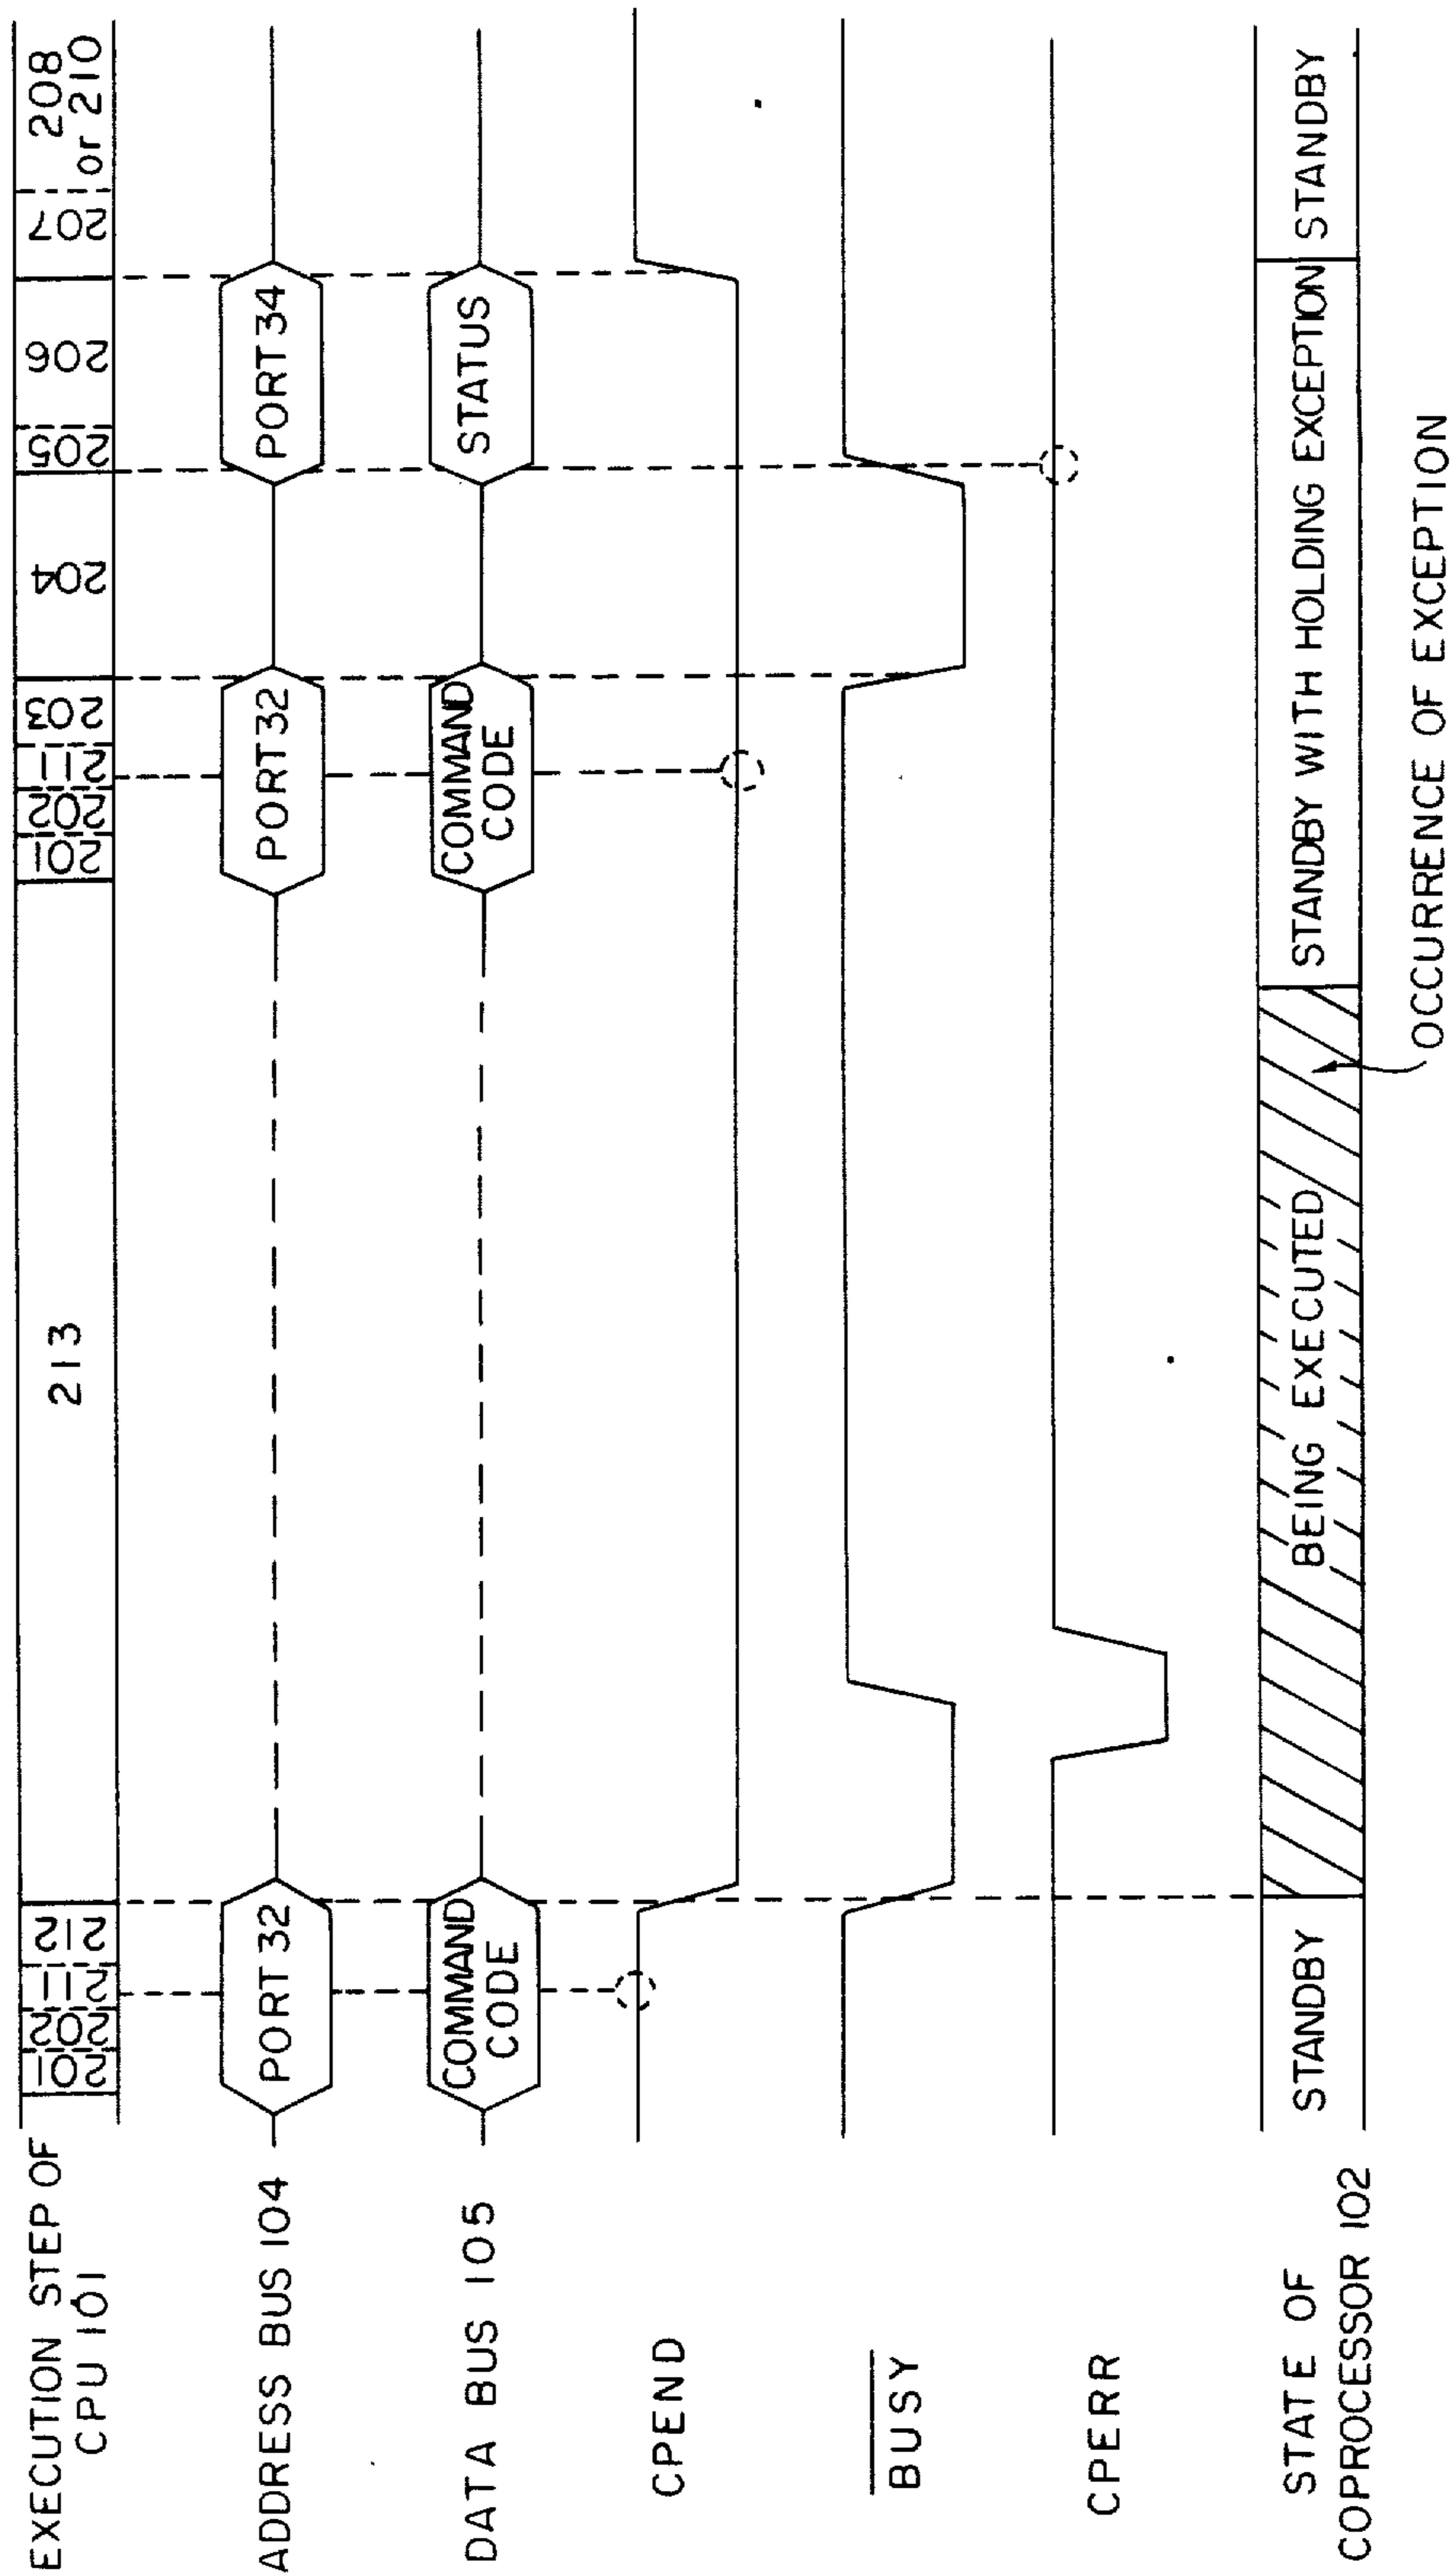 EXECUTION STEP OF
CPU 101
201 202 211 212 213 201 202 211 203 204 205 206 207 208
or 210
ADDRESS BUS 104 PORT 32 PORT 32 PORT 34
DATA BUS 105 COMMAND
CODE COMMAND
CODE STATUS
CPEND
BUSY
CPERR
STATE OF
COPROCESSOR 102
STANDBY BEING EXECUTED STANDBY WITH HOLDING EXCEPTION STANDBY
OCCURRENCE OF EXCEPTION